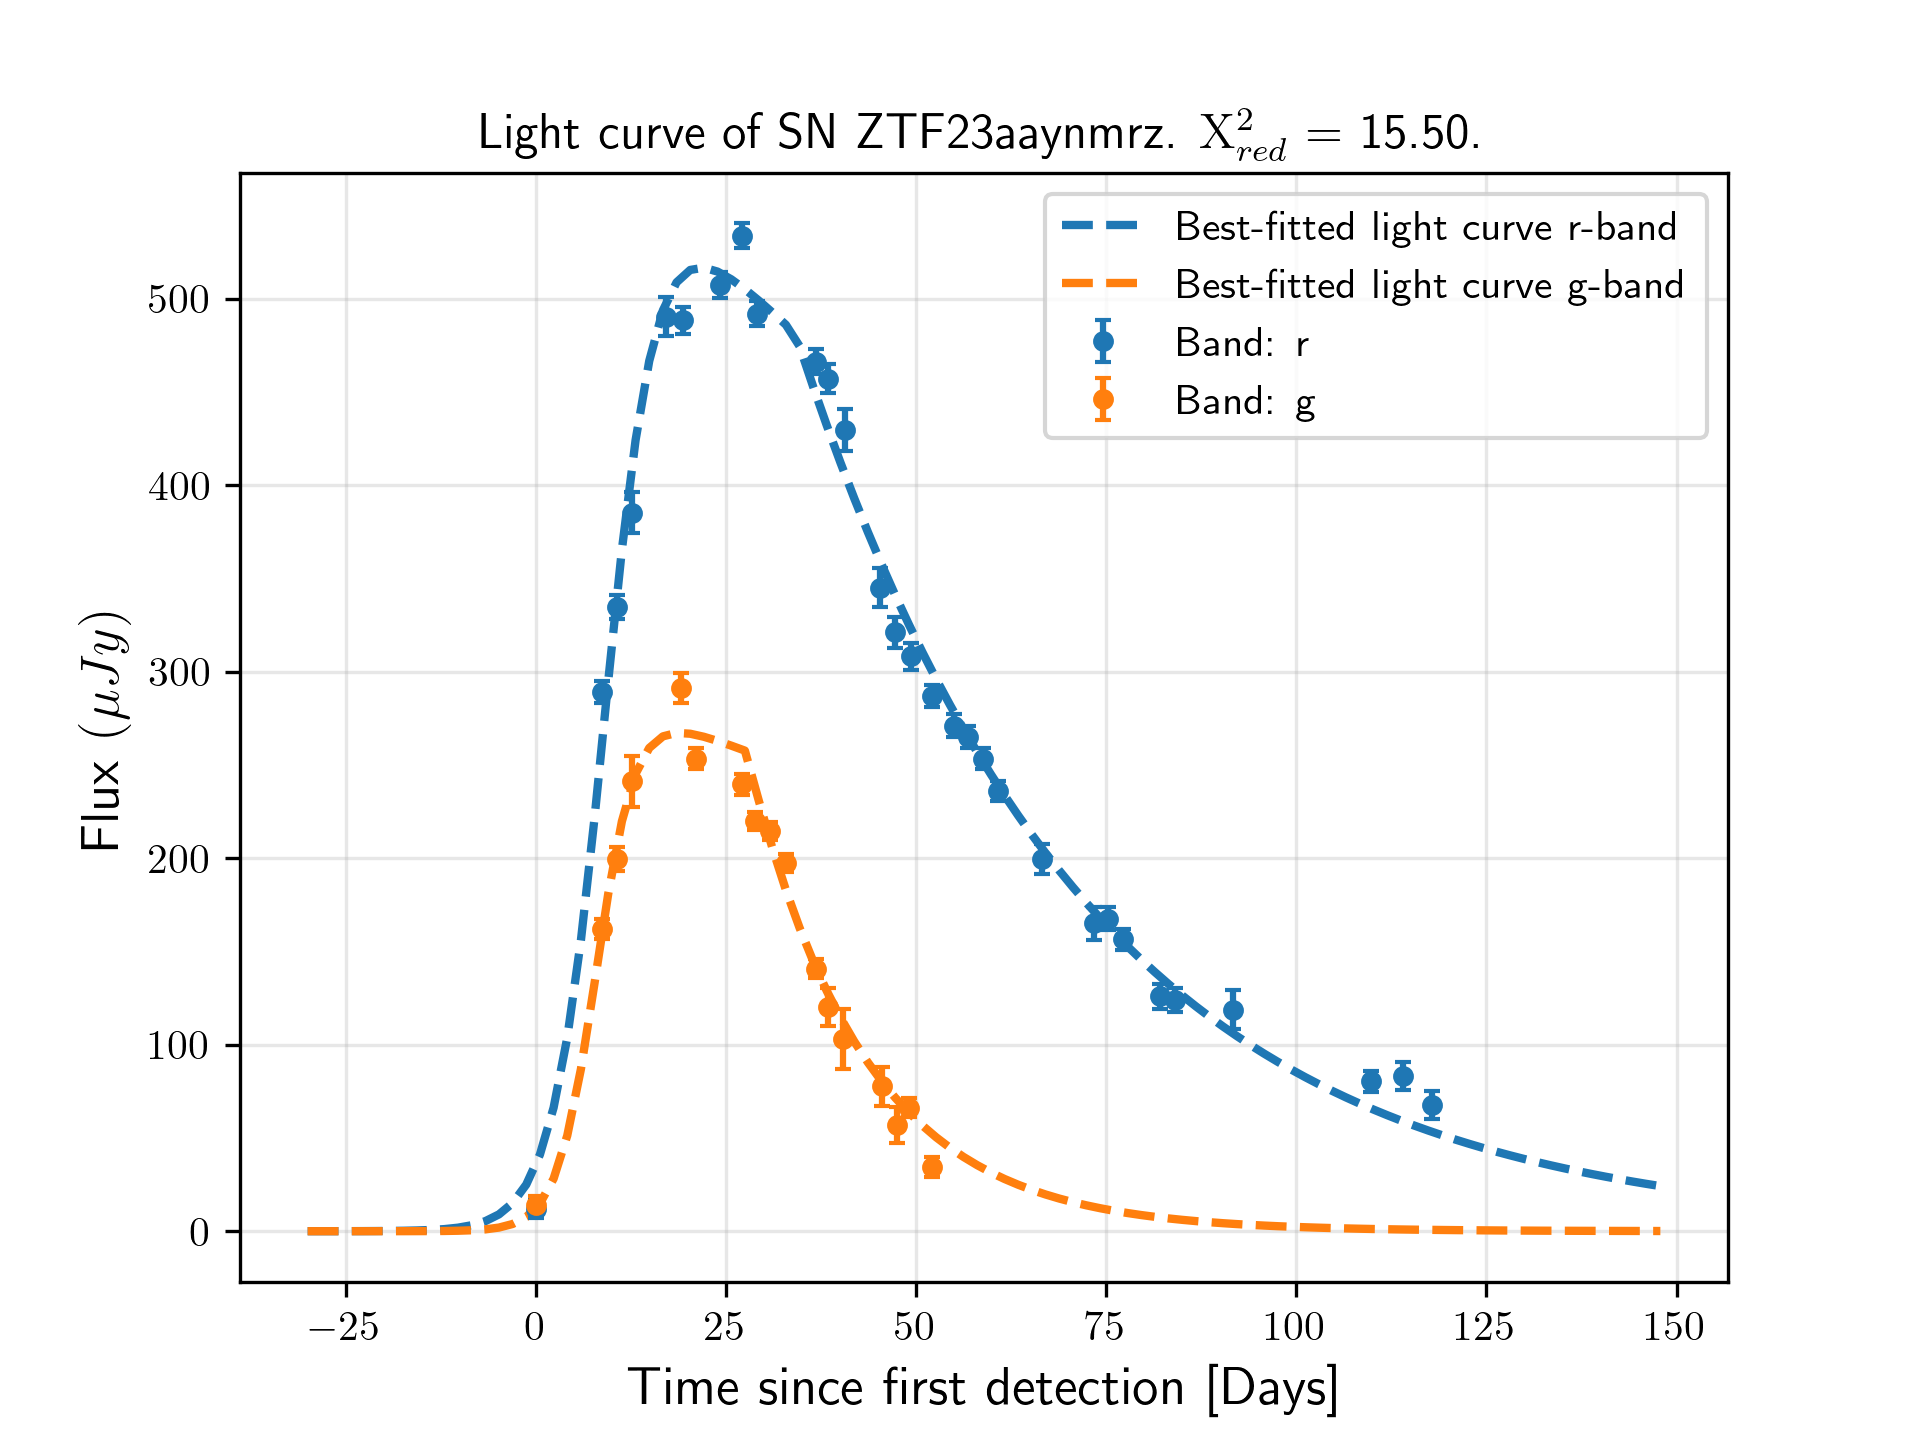 Light curve of SN ZTF23aaynmrz. X²_red = 15.50.
Best-fitted light curve r-band
Best-fitted light curve g-band
Band: r
Band: g
Flux (μJy)
500
400
300
200
100
0
−25 0 25 50 75 100 125 150
Time since first detection [Days]